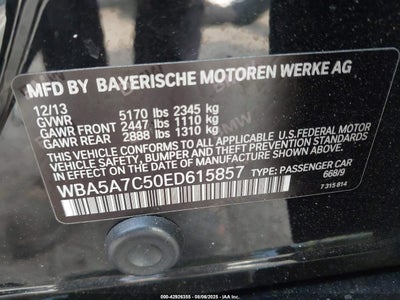 MFD BY BAYERISCHE MOTOREN WERKE AG
12/13
GVWR 5170 lbs 2345 kg
GAWR FRONT 2447 lbs 1110 kg
GAWR REAR 2888 lbs 1310 kg
THIS VEHICLE CONFORMS TO ALL APPLICABLE U.S.FEDERAL MOTOR
VEHICLE SAFETY, BUMPER AND THEFT PREVENTION STANDARDS
IN EFFECT ON THE DATE OF MANUFACTURE SHOWN ABOVE.
WBA5A7C50ED615857 TYPE: PASSENGER CAR
668/9
7 315 814
000-42926355 - 08/06/2025 - iaai.com